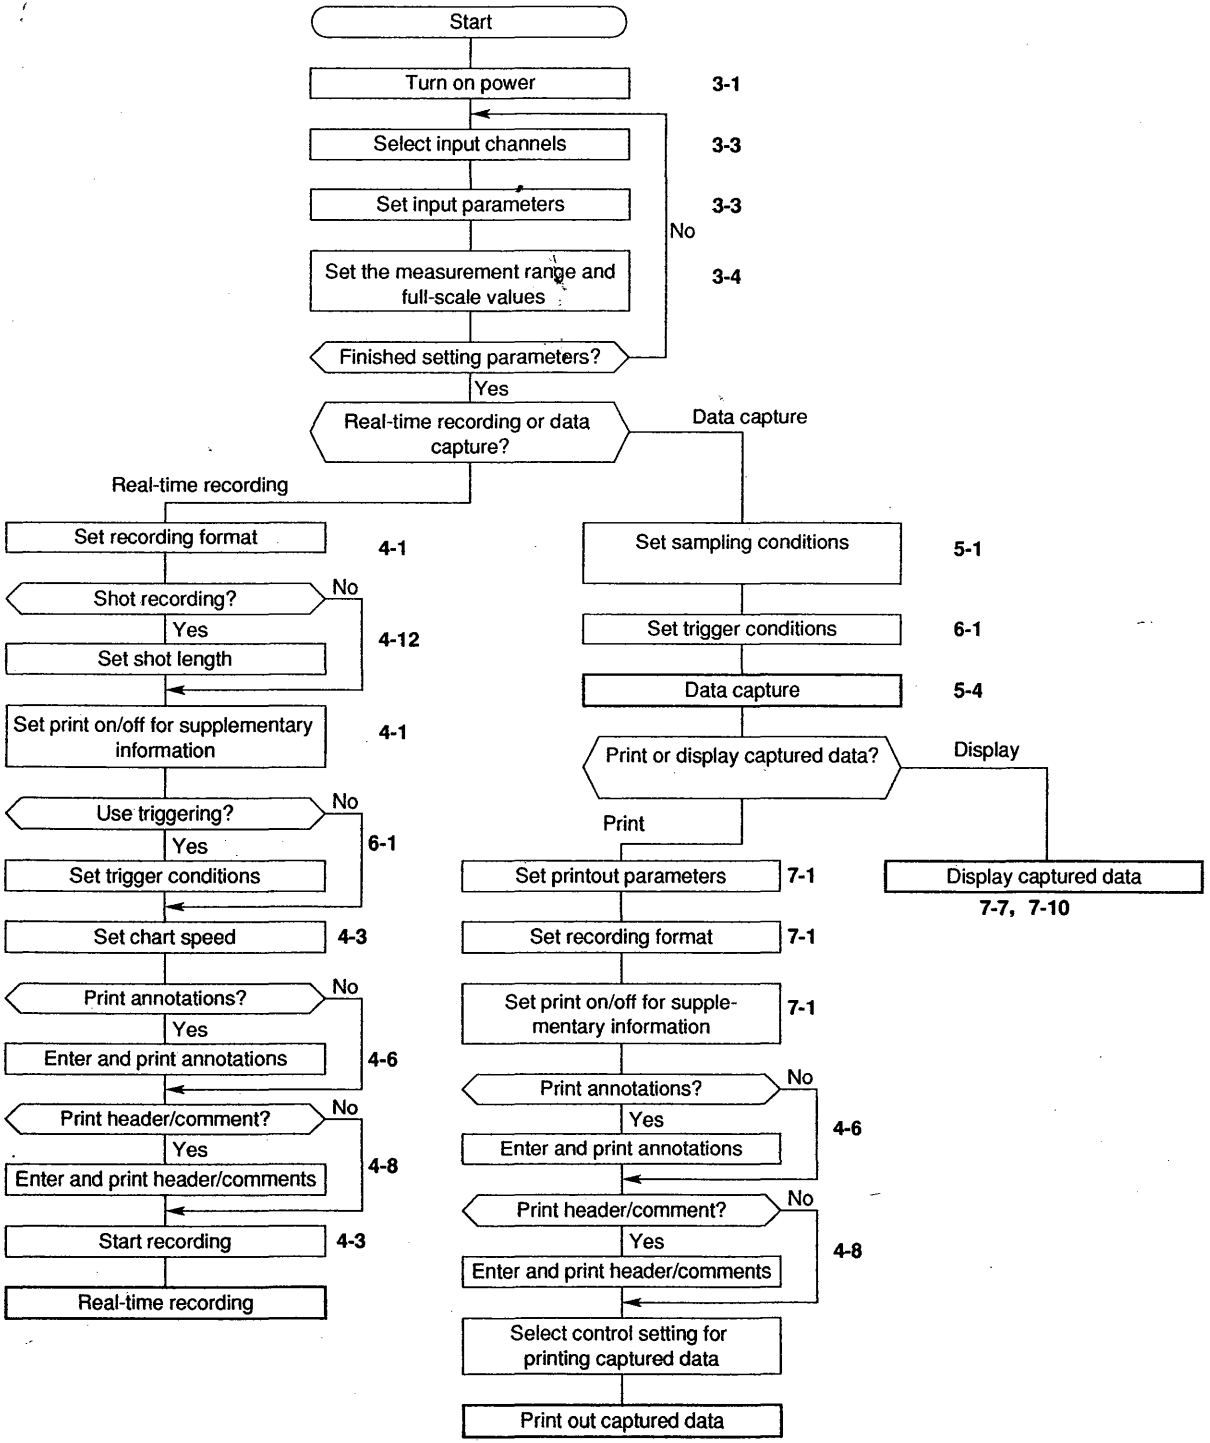 Start
Turn on power
3-1
Select input channels
3-3
Set input parameters
3-3
No
Set the measurement range and
full-scale values
3-4
Finished setting parameters?
Yes
Real-time recording or data
capture?
Data capture
Real-time recording
Set recording format
4-1
Shot recording?
No
Yes
4-12
Set shot length
Set print on/off for supplementary
information
4-1
Use triggering?
No
Yes
6-1
Set trigger conditions
Set chart speed
4-3
Print annotations?
No
Yes
Enter and print annotations
4-6
Print header/comment?
No
Yes
4-8
Enter and print header/comments
Start recording
4-3
Real-time recording
Set sampling conditions
5-1
Set trigger conditions
6-1
Data capture
5-4
Print or display captured data?
Display
Print
Display captured data
7-7, 7-10
Set printout parameters
7-1
Set recording format
7-1
Set print on/off for supple-
mentary information
7-1
Print annotations?
No
Yes
4-6
Enter and print annotations
Print header/comment?
No
Yes
4-8
Enter and print header/comments
Select control setting for
printing captured data
Print out captured data